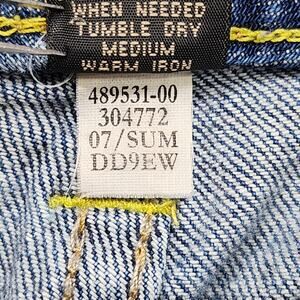 WHEN NEEDED
TUMBLE DRY
MEDIUM
WARM IRON
489531-00
304772
07/SUM
DD9EW